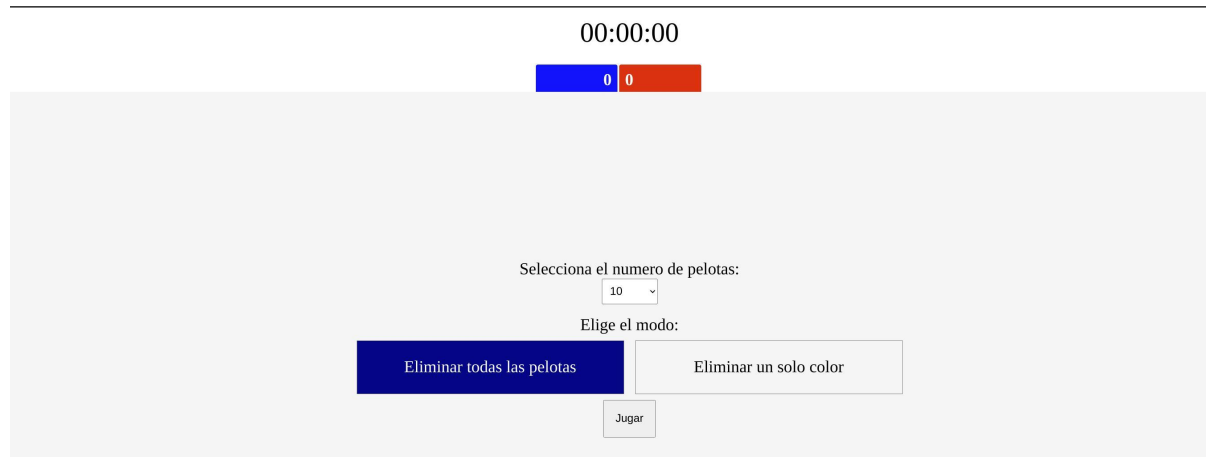 00:00:00
0 0
Selecciona el numero de pelotas:
10
Elige el modo:
Eliminar todas las pelotas Eliminar un solo color
Jugar